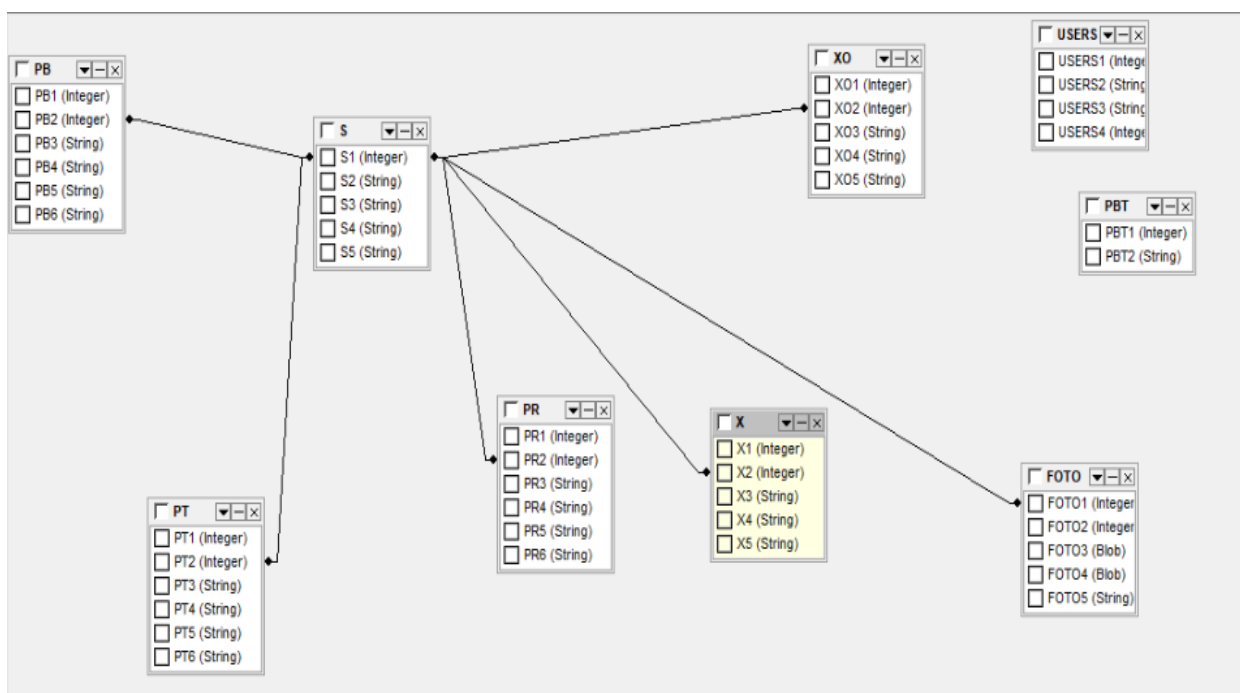 PB
PB1 (Integer)
PB2 (Integer)
PB3 (String)
PB4 (String)
PB5 (String)
PB6 (String)
S
S1 (Integer)
S2 (String)
S3 (String)
S4 (String)
S5 (String)
XO
XO1 (Integer)
XO2 (Integer)
XO3 (String)
XO4 (String)
XO5 (String)
USERS
USERS1 (Intege
USERS2 (String
USERS3 (String
USERS4 (Intege
PBT
PBT1 (Integer)
PBT2 (String)
PT
PT1 (Integer)
PT2 (Integer)
PT3 (String)
PT4 (String)
PT5 (String)
PT6 (String)
PR
PR1 (Integer)
PR2 (Integer)
PR3 (String)
PR4 (String)
PR5 (String)
PR6 (String)
X
X1 (Integer)
X2 (Integer)
X3 (String)
X4 (String)
X5 (String)
FOTO
FOTO1 (Integer
FOTO2 (Integer
FOTO3 (Blob)
FOTO4 (Blob)
FOTO5 (String)